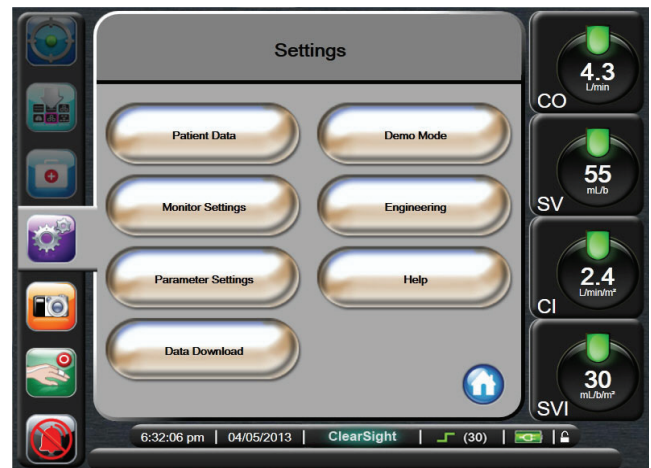 Settings
Patient Data
Demo Mode
Monitor Settings
Engineering
Parameter Settings
Help
Data Download
4.3
L/min
CO
55
mL/b
SV
2.4
L/min/m²
CI
30
mL/b/m²
SVI
6:32:06 pm | 04/05/2013 | ClearSight | (30) | |